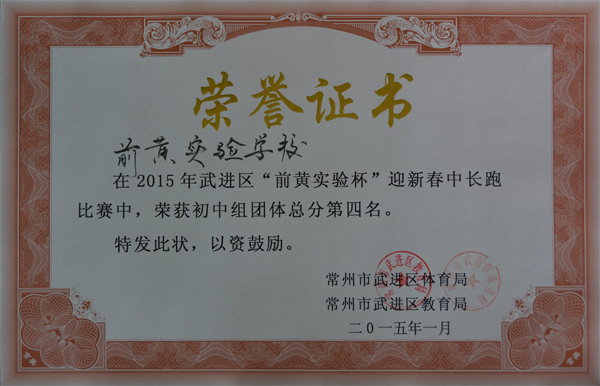 荣誉证书
前黄实验学校
在2015年武进区“前黄实验杯”迎新春中长跑
比赛中，荣获初中组团体总分第四名。
特发此状，以资鼓励。
常州市武进区体育局
常州市武进区教育局
二〇一五年一月